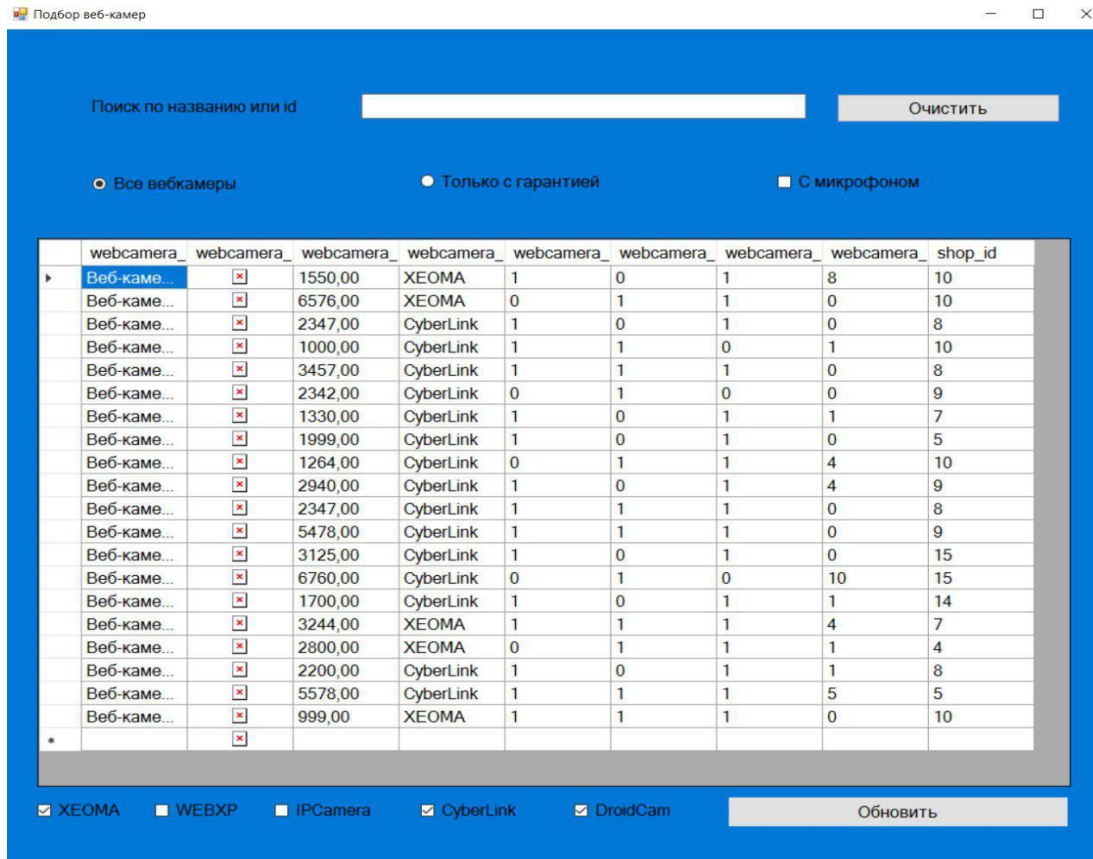 Подбор веб-камер
Поиск по названию или id Очистить
Все вебкамеры Только с гарантией С микрофоном
webcamera_ webcamera_ webcamera_ webcamera_ webcamera_ webcamera_ webcamera_ webcamera_ shop_id
Веб-каме... 1550,00 XEOMA 1 0 1 8 10
Веб-каме... 6576,00 XEOMA 0 1 1 0 10
Веб-каме... 2347,00 CyberLink 1 0 1 0 8
Веб-каме... 1000,00 CyberLink 1 1 0 1 10
Веб-каме... 3457,00 CyberLink 1 1 1 0 8
Веб-каме... 2342,00 CyberLink 0 1 0 0 9
Веб-каме... 1330,00 CyberLink 1 0 1 1 7
Веб-каме... 1999,00 CyberLink 1 0 1 0 5
Веб-каме... 1264,00 CyberLink 0 1 1 4 10
Веб-каме... 2940,00 CyberLink 1 0 1 4 9
Веб-каме... 2347,00 CyberLink 1 1 1 0 8
Веб-каме... 5478,00 CyberLink 1 1 1 0 9
Веб-каме... 3125,00 CyberLink 1 0 1 0 15
Веб-каме... 6760,00 CyberLink 0 1 0 10 15
Веб-каме... 1700,00 CyberLink 1 0 1 1 14
Веб-каме... 3244,00 XEOMA 1 1 1 4 7
Веб-каме... 2800,00 XEOMA 0 1 1 1 4
Веб-каме... 2200,00 CyberLink 1 0 1 1 8
Веб-каме... 5578,00 CyberLink 1 1 1 5 5
Веб-каме... 999,00 XEOMA 1 1 1 0 10
XEOMA WEBXP IPCamera CyberLink DroidCam Обновить